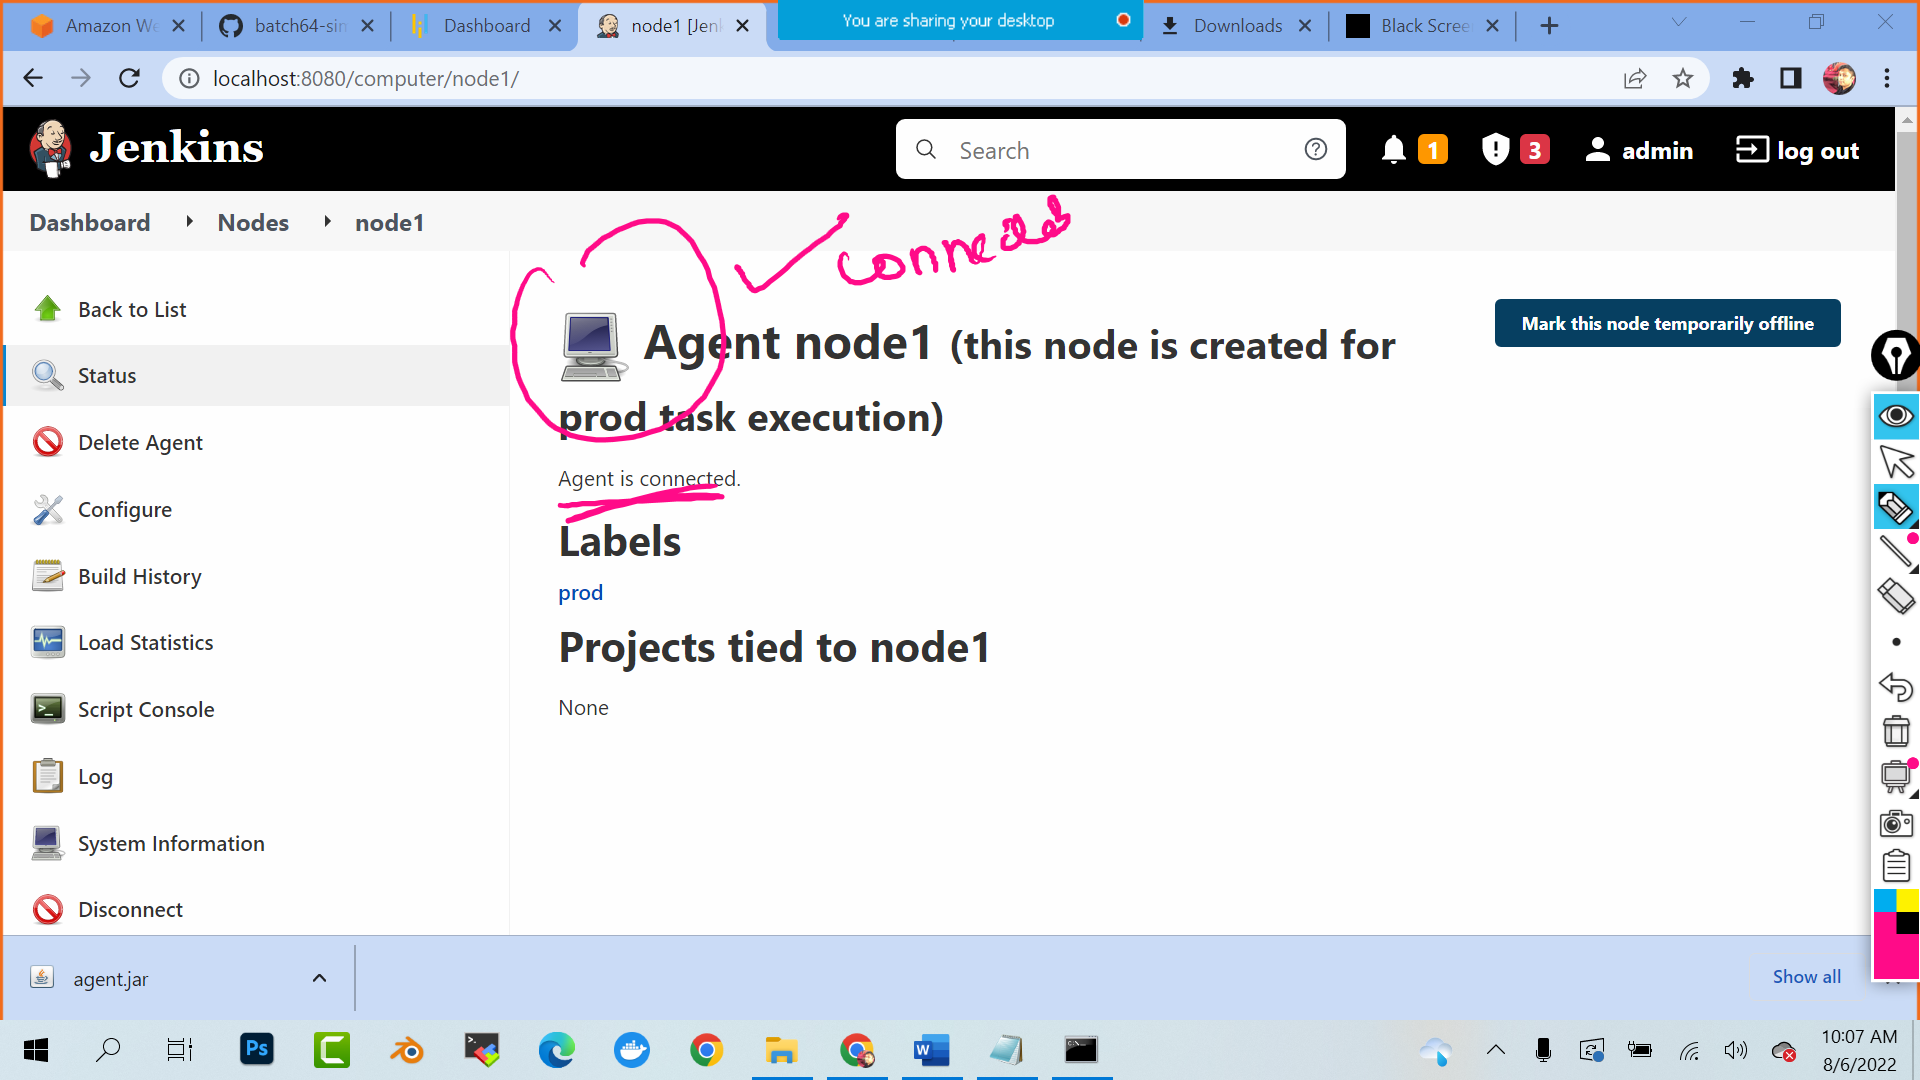 Amazon We
batch64-sim
Dashboard
node1 [Jenk
You are sharing your desktop
Downloads
Black Scree
localhost:8080/computer/node1/
Jenkins
Search
1
3
admin
log out
Dashboard
Nodes
node1
connected
Back to List
Status
Delete Agent
Configure
Build History
Load Statistics
Script Console
Log
System Information
Disconnect
Agent node1 (this node is created for
prod task execution)
Mark this node temporarily offline
Agent is connected.
Labels
prod
Projects tied to node1
None
agent.jar
Show all
Ps
C
W
10:07 AM
8/6/2022